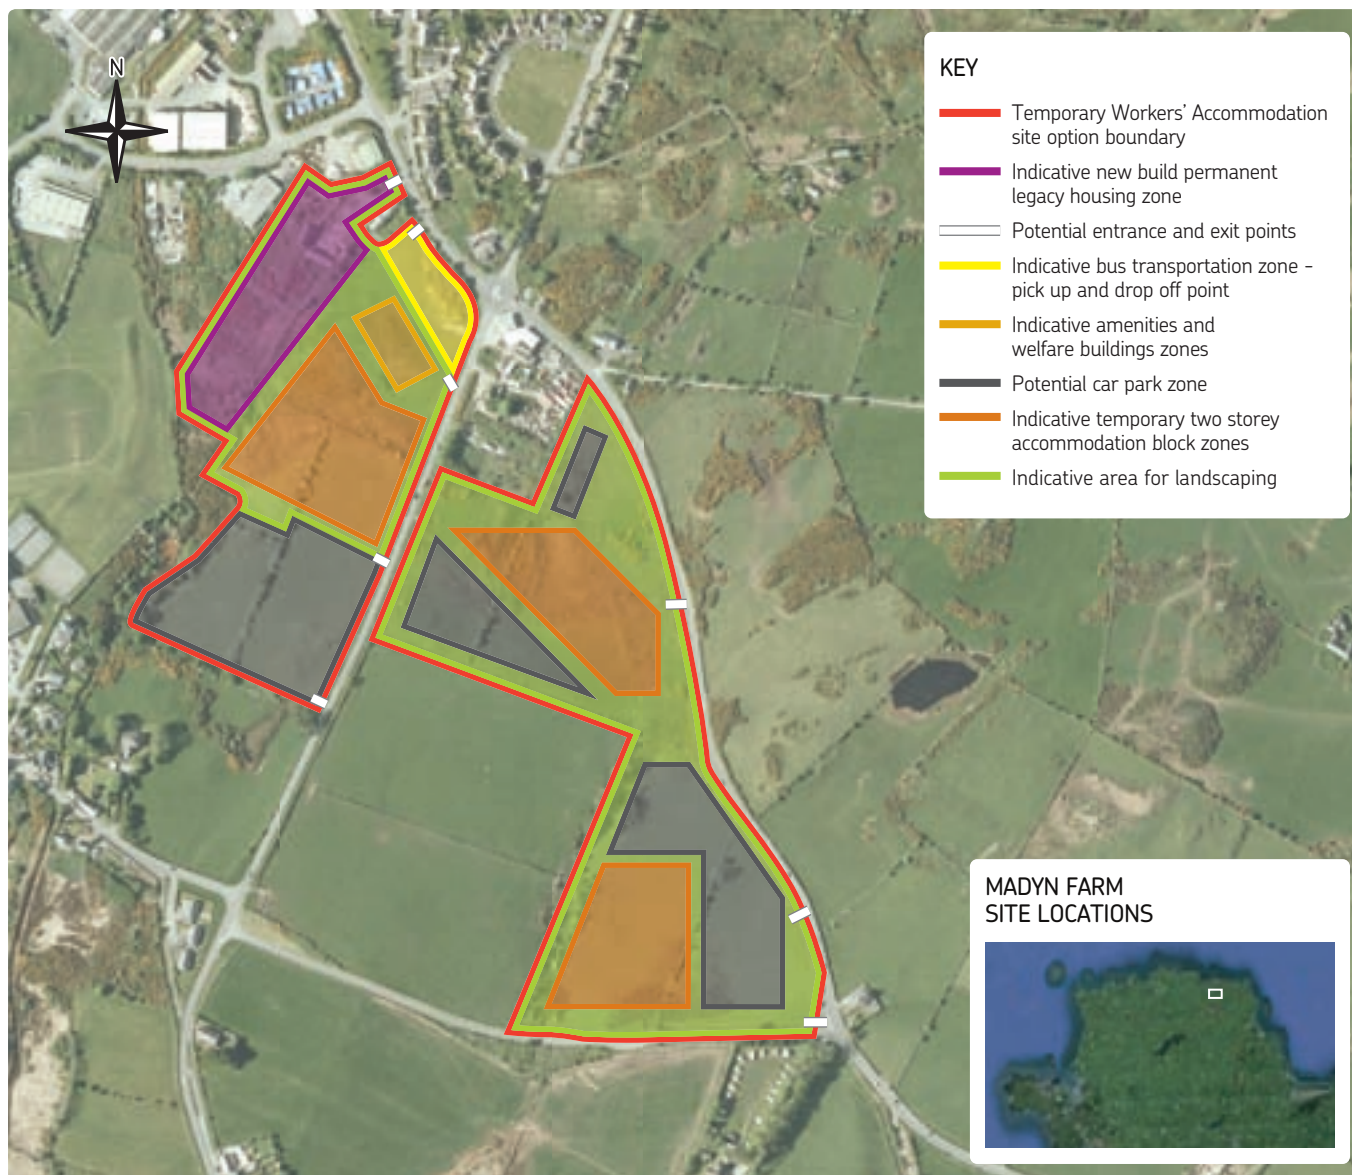 N
KEY
Temporary Workers' Accommodation
site option boundary
Indicative new build permanent
legacy housing zone
Potential entrance and exit points
Indicative bus transportation zone –
pick up and drop off point
Indicative amenities and
welfare buildings zones
Potential car park zone
Indicative temporary two storey
accommodation block zones
Indicative area for landscaping
MADYN FARM
SITE LOCATIONS